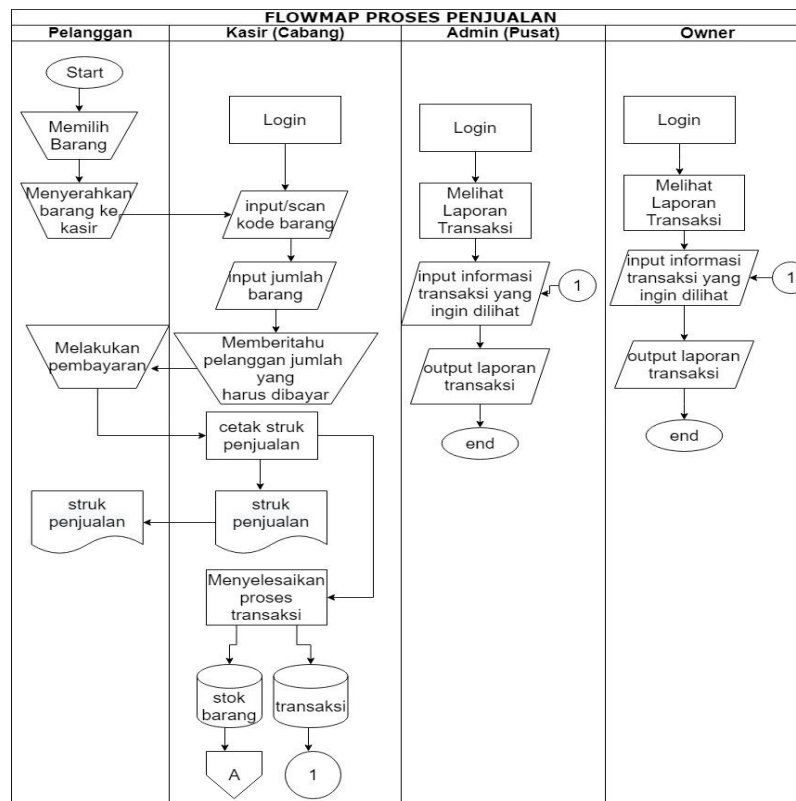 FLOWMAP PROSES PENJUALAN
Pelanggan
Kasir (Cabang)
Admin (Pusat)
Owner
Start
Memilih
Barang
Menyerahkan
barang ke
kasir
Melakukan
pembayaran
struk
penjualan
Login
input/scan
kode barang
input jumlah
barang
Memberitahu
pelanggan jumlah
yang
harus dibayar
cetak struk
penjualan
struk
penjualan
Menyelesaikan
proses
transaksi
stok
barang
transaksi
A
1
Login
Melihat
Laporan
Transaksi
input informasi
transaksi yang
ingin dilihat
1
output laporan
transaksi
end
Login
Melihat
Laporan
Transaksi
input informasi
transaksi yang
ingin dilihat
1
output laporan
transaksi
end